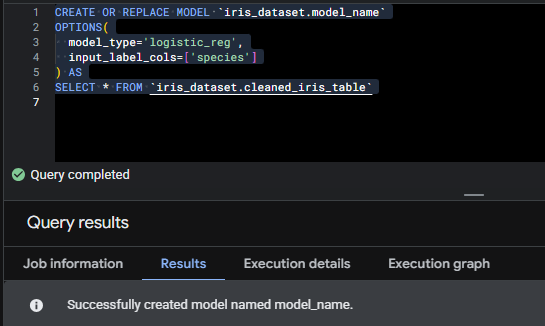 1 CREATE OR REPLACE MODEL `iris_dataset.model_name`
2 OPTIONS(
3   model_type='logistic_reg',
4   input_label_cols=['species']
5 ) AS
6 SELECT * FROM `iris_dataset.cleaned_iris_table`
7
Query completed
Query results
Job information Results Execution details Execution graph
Successfully created model named model_name.